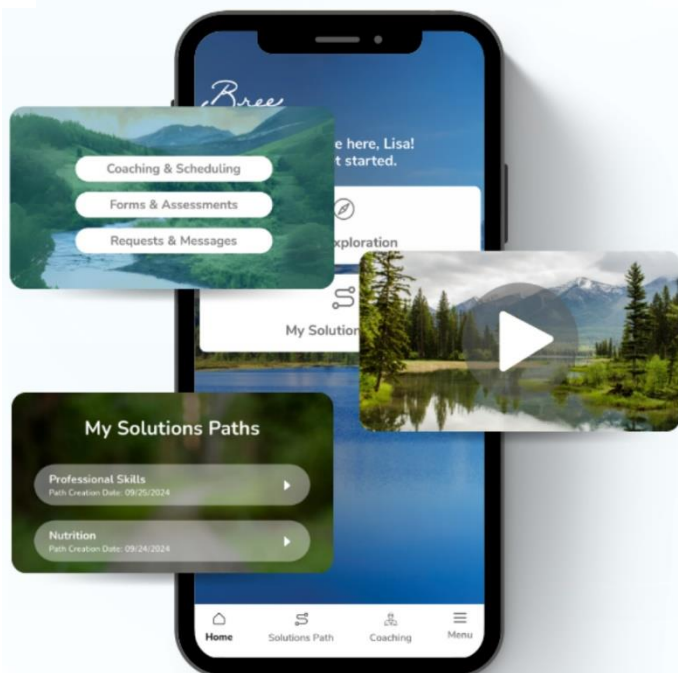 Bree
e here, Lisa!
t started.
Coaching & Scheduling
Forms & Assessments
Requests & Messages
xploration
My Solution
My Solutions Paths
Professional Skills
Path Creation Date: 09/25/2024
Nutrition
Path Creation Date: 09/24/2024
Home
Solutions Path
Coaching
Menu